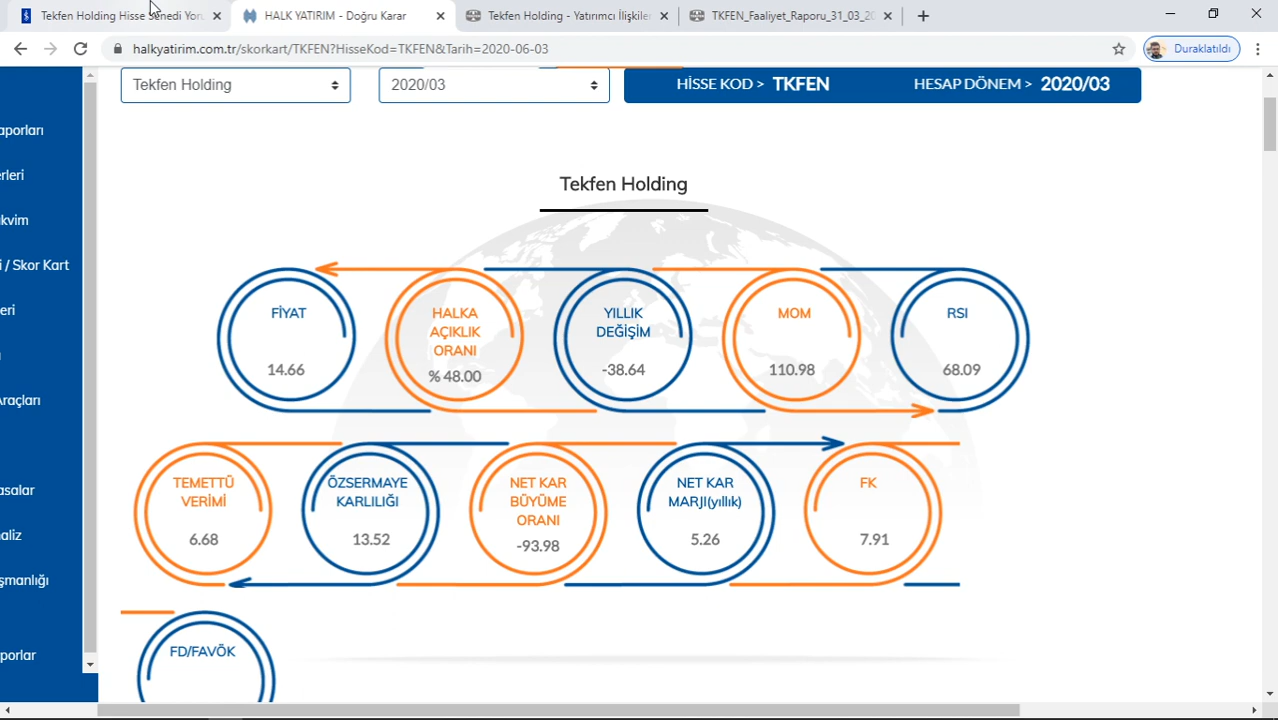 Tekfen Holding Hisse Senedi Yoru
HALK YATIRIM - Doğru Karar
Tekfen Holding - Yatırımcı İlişkiler
TKFEN_Faaliyet_Raporu_31_03_20
halkyatirim.com.tr/skorkart/TKFEN?HisseKod=TKFEN&Tarih=2020-06-03
Duraklatıldı
Tekfen Holding
2020/03
HİSSE KOD > TKFEN
HESAP DÖNEM > 2020/03
aporları
erleri
kvim
i / Skor Kart
eri
Araçları
asalar
naliz
şmanlığı
porlar
Tekfen Holding
FİYAT
14.66
HALKA
AÇIKLIK
ORANI
% 48.00
YILLIK
DEĞİŞİM
-38.64
MOM
110.98
RSI
68.09
TEMETTÜ
VERİMİ
6.68
ÖZSERMAYE
KARLILIĞI
13.52
NET KAR
BÜYÜME
ORANI
-93.98
NET KAR
MARJI(yıllık)
5.26
FK
7.91
FD/FAVÖK